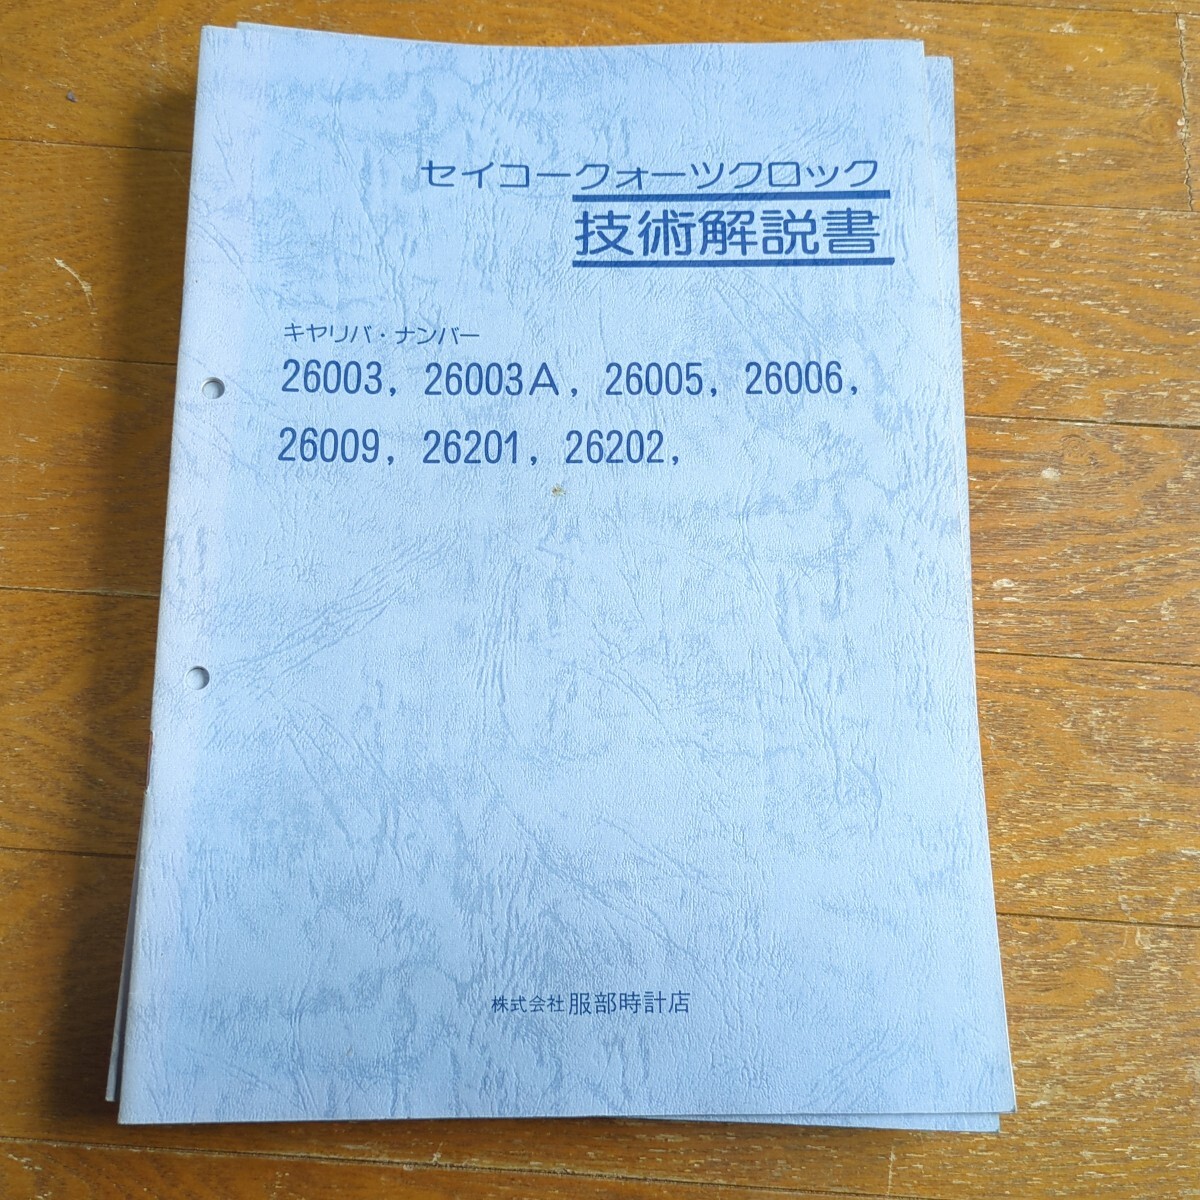 セイコークォーツクロック
技術解説書
キヤリバ・ナンバー
26003, 26003A, 26005, 26006,
26009, 26201, 26202,
株式会社 服部時計店